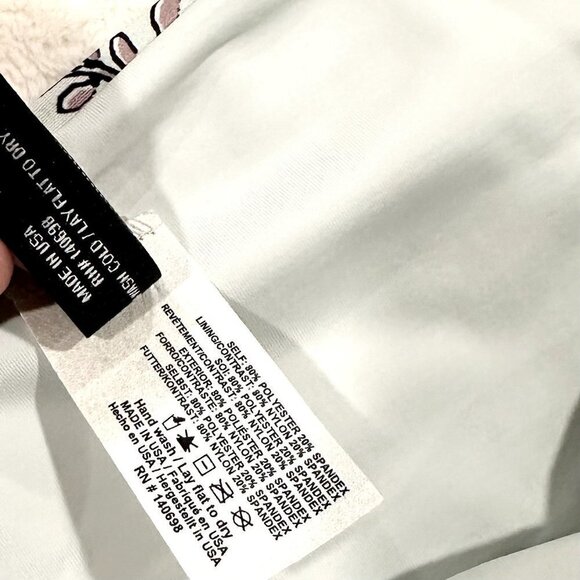 WASH COLD / LAY FLAT TO DRY
RN# 140698
MADE IN USA
SELF: 80% POLYESTER 20% SPANDEX
LINING/CONTRAST: 80% NYLON 20% SPANDEX
SOI: 80% POLYESTER 20% SPANDEX
REVÊTEMENT/CONTRAST: 80% NYLON 20% SPANDEX
EXTERIOR: 80% POLIÉSTER 20% SPANDEX
FORRO/CONTRASTE: 80% NYLON 20% SPANDEX
SELBST: 80% POLYESTER 20% SPANDEX
FUTTER/KONTRAST: 80% NYLON 20% SPANDEX
Hand wash / Lay flat to dry
MADE IN USA / Fabriqué en USA
Hecho en USA / Hergestellt in USA
RN # 140698